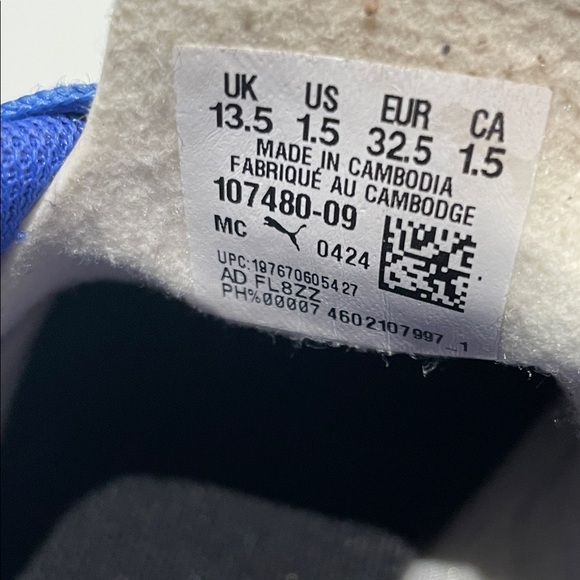 UK US EUR CA
13.5 1.5 32.5 1.5
MADE IN CAMBODIA
FABRIQUÉ AU CAMBODGE
107480-09
MC 0424
UPC:197670605427
AD FL8ZZ
PH%00007 4602107997_1